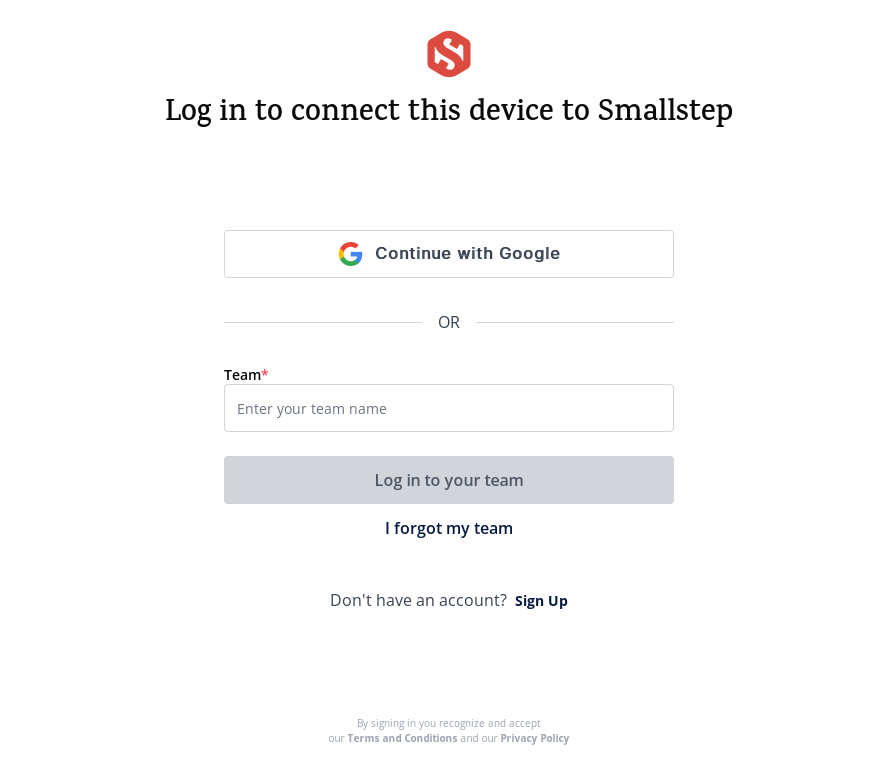 Log in to connect this device to Smallstep
Continue with Google
OR
Team*
Enter your team name
Log in to your team
I forgot my team
Don't have an account? Sign Up
By signing in you recognize and accept
our Terms and Conditions and our Privacy Policy